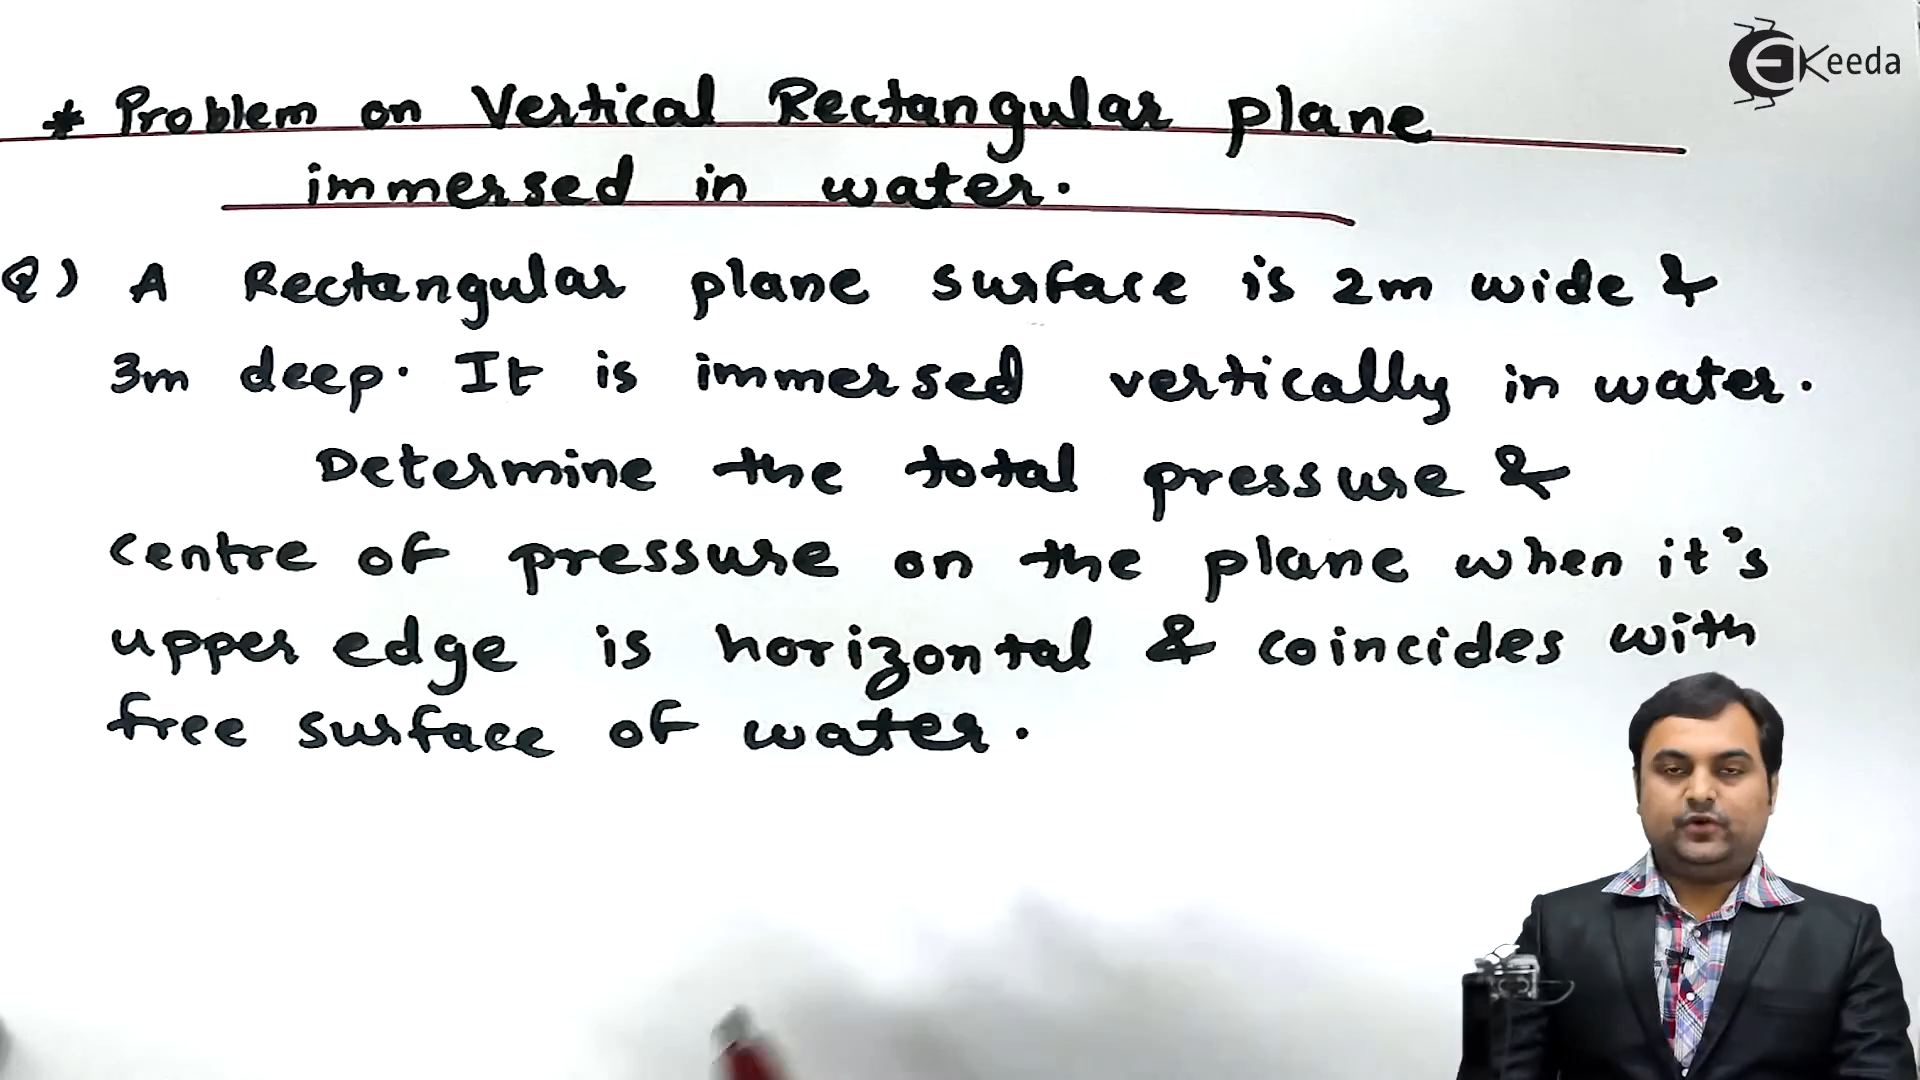 eKeeda
* Problem on Vertical Rectangular plane
immersed in water.
Q) A Rectangular plane surface is 2m wide &
3m deep. It is immersed vertically in water.
Determine the total pressure &
centre of pressure on the plane when it's
upper edge is horizontal & coincides with
free surface of water.